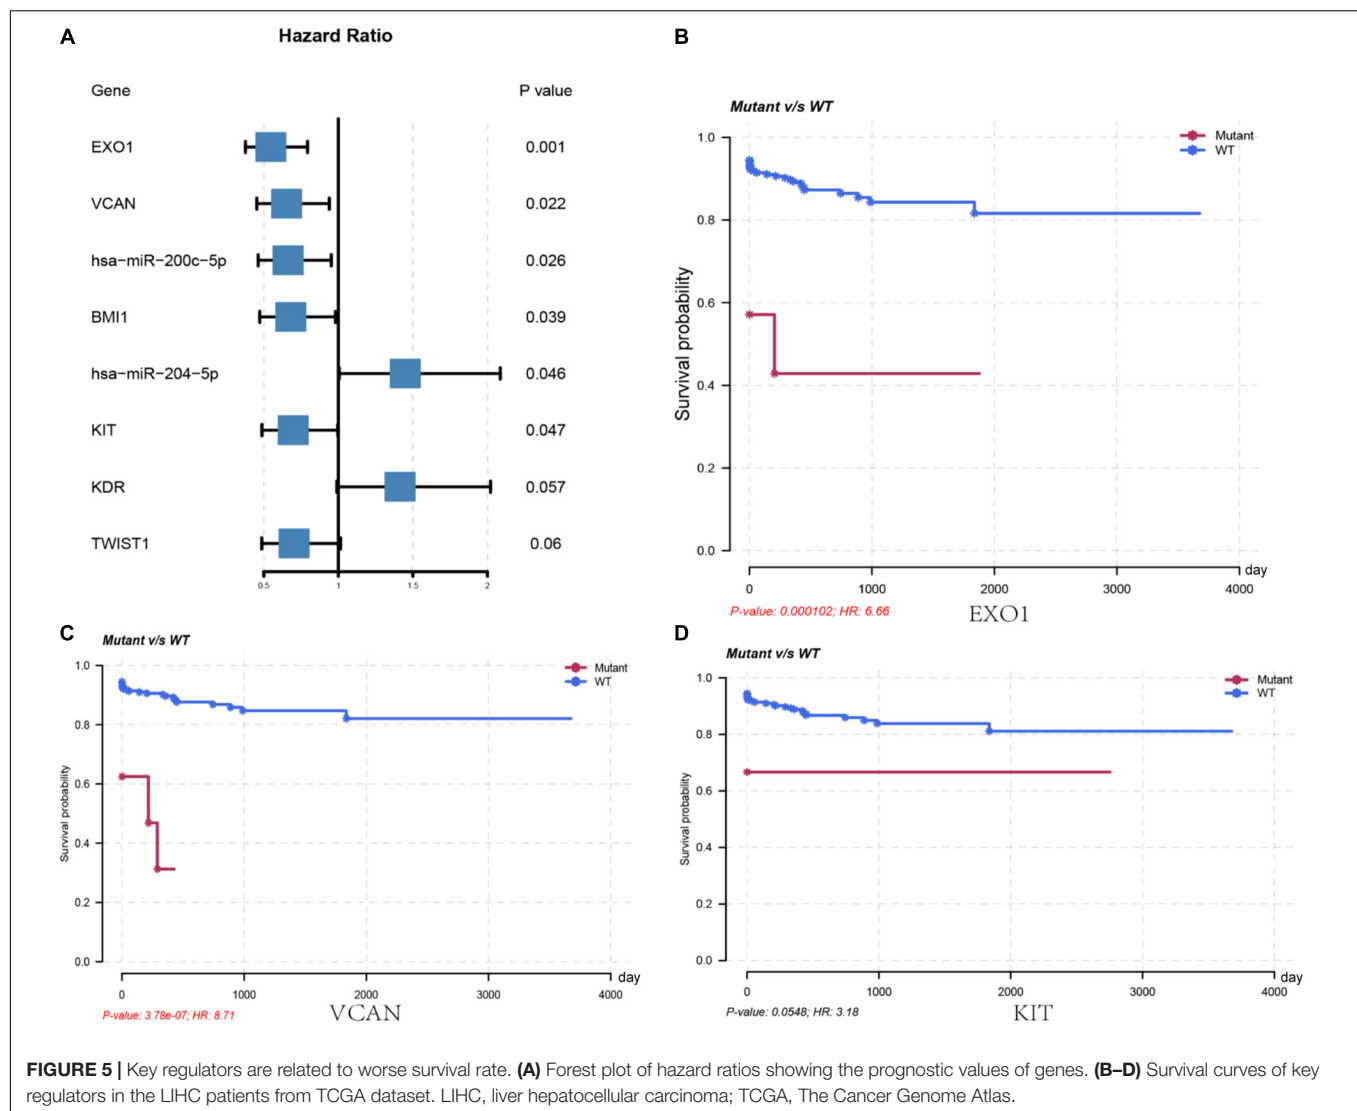 A
Hazard Ratio
Gene P value
EXO1 0.001
VCAN 0.022
hsa−miR−200c−5p 0.026
BMI1 0.039
hsa−miR−204−5p 0.046
KIT 0.047
KDR 0.057
TWIST1 0.06
0.5 1 1.5 2
B
Mutant v/s WT
Mutant
WT
Survival probability
1.0
0.8
0.6
0.4
0.2
0.0
0 1000 2000 3000 4000 day
P-value: 0.000102; HR: 6.66
EXO1
C
Mutant v/s WT
Mutant
WT
Survival probability
1.0
0.8
0.6
0.4
0.2
0.0
0 1000 2000 3000 4000 day
P-value: 3.78e-07; HR: 8.71
VCAN
D
Mutant v/s WT
Mutant
WT
Survival probability
1.0
0.8
0.6
0.4
0.2
0.0
0 1000 2000 3000 4000 day
P-value: 0.0548; HR: 3.18
KIT
FIGURE 5 | Key regulators are related to worse survival rate. (A) Forest plot of hazard ratios showing the prognostic values of genes. (B–D) Survival curves of key
regulators in the LIHC patients from TCGA dataset. LIHC, liver hepatocellular carcinoma; TCGA, The Cancer Genome Atlas.